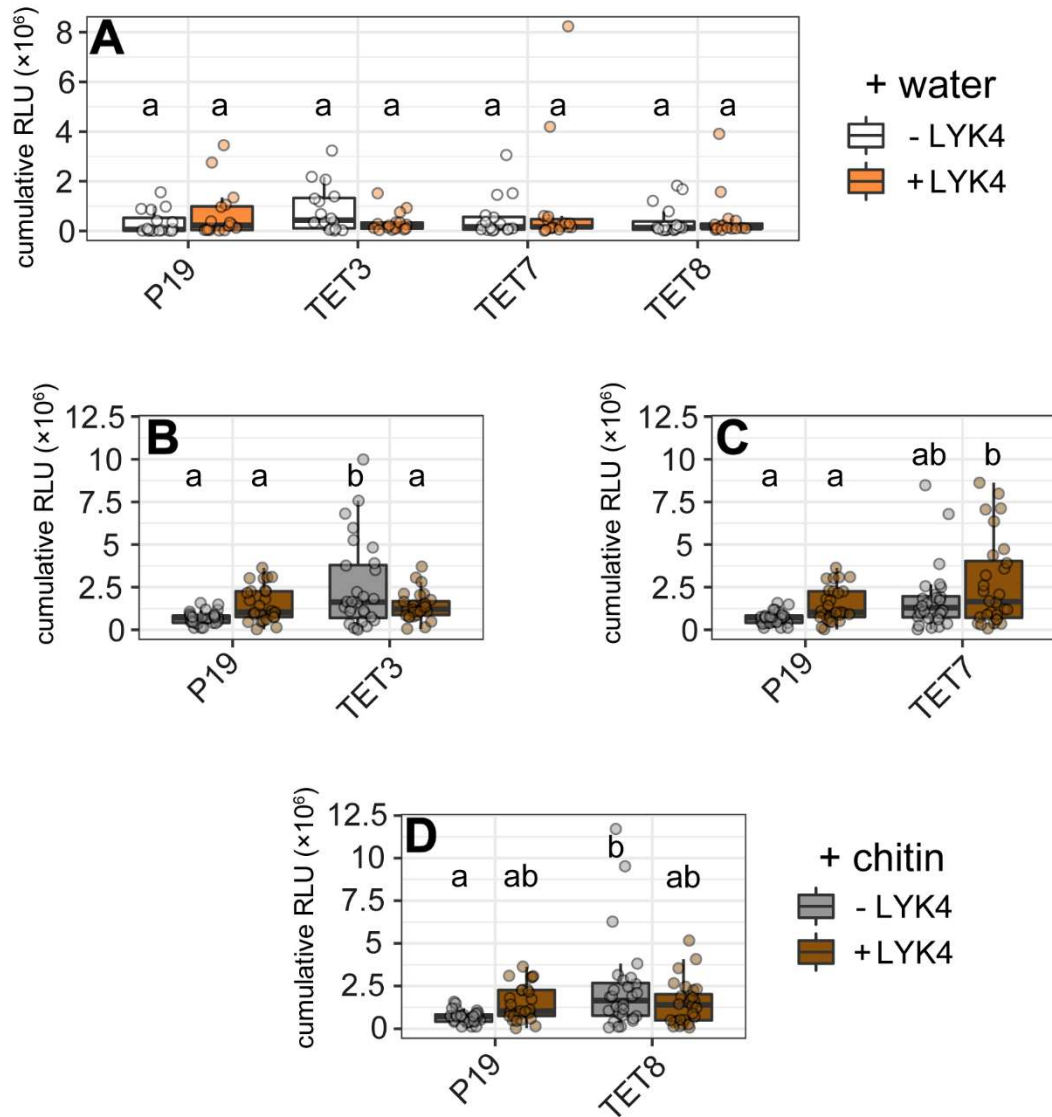 A
cumulative RLU (×10⁶)
8
6
4
2
0
a a a a a a a a
P19 TET3 TET7 TET8
+ water
- LYK4
+ LYK4
B
cumulative RLU (×10⁶)
12.5
10
7.5
5
2.5
0
a a b a
P19 TET3
C
cumulative RLU (×10⁶)
12.5
10
7.5
5
2.5
0
a a ab b
P19 TET7
D
cumulative RLU (×10⁶)
12.5
10
7.5
5
2.5
0
a ab b ab
P19 TET8
+ chitin
- LYK4
+ LYK4